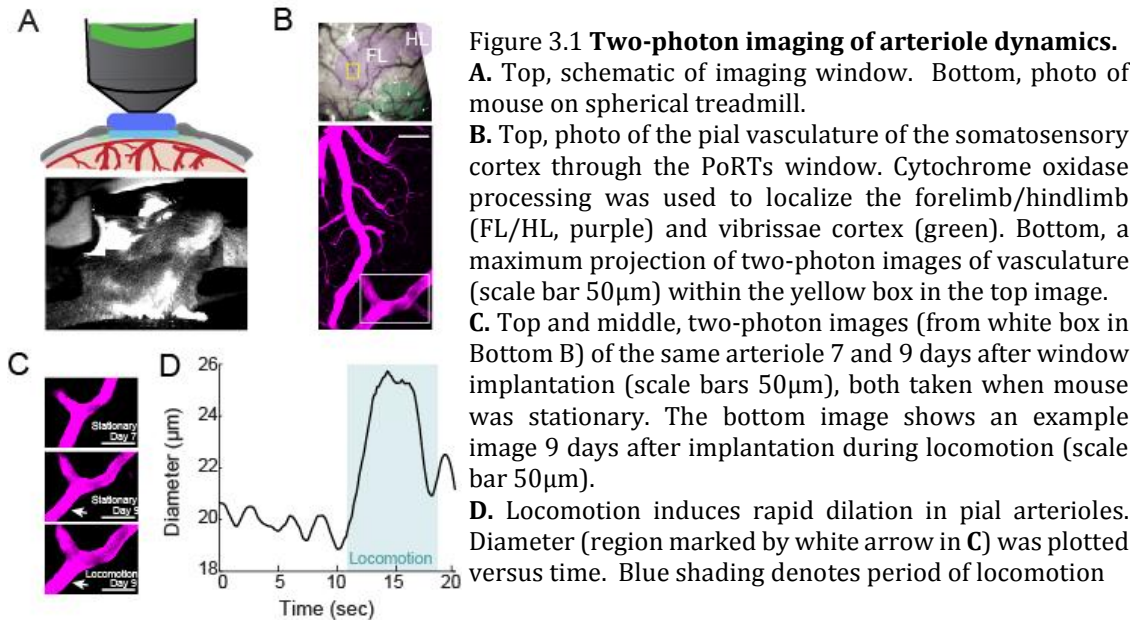 A
B
HL
FL
Figure 3.1 Two-photon imaging of arteriole dynamics.
A. Top, schematic of imaging window. Bottom, photo of
mouse on spherical treadmill.
B. Top, photo of the pial vasculature of the somatosensory
cortex through the PoRTs window. Cytochrome oxidase
processing was used to localize the forelimb/hindlimb
(FL/HL, purple) and vibrissae cortex (green). Bottom, a
maximum projection of two-photon images of vasculature
(scale bar 50μm) within the yellow box in the top image.
C. Top and middle, two-photon images (from white box in
Bottom B) of the same arteriole 7 and 9 days after window
implantation (scale bars 50μm), both taken when mouse
was stationary. The bottom image shows an example
image 9 days after implantation during locomotion (scale
bar 50μm).
D. Locomotion induces rapid dilation in pial arterioles.
Diameter (region marked by white arrow in C) was plotted
versus time. Blue shading denotes period of locomotion
C
Stationary
Day 7
Stationary
Day 9
Locomotion
Day 9
D
Diameter (μm)
26
24
22
20
18
Locomotion
0 5 10 15 20
Time (sec)